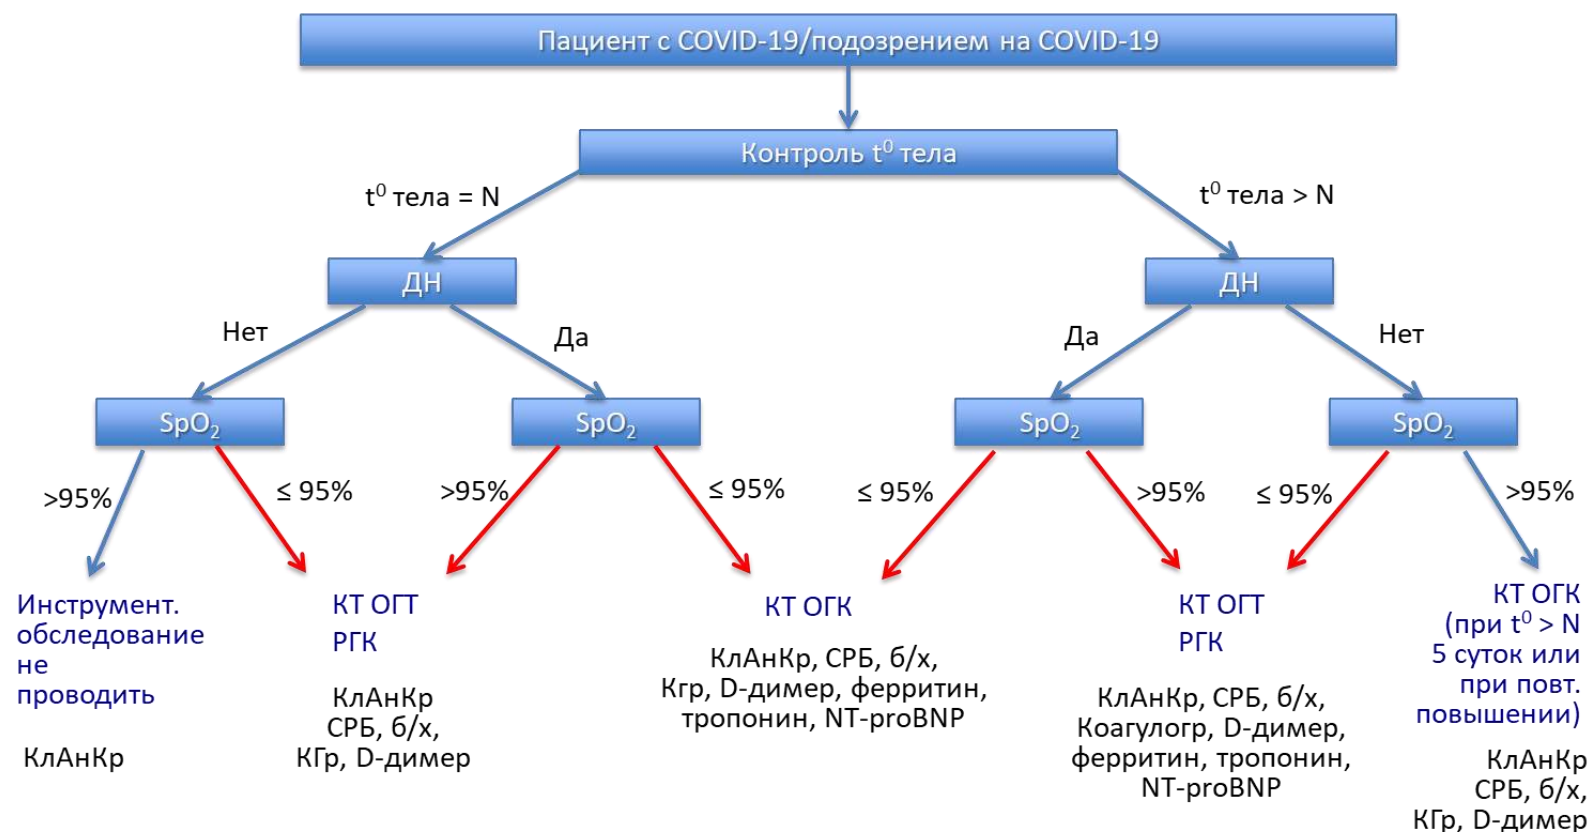 Пациент с COVID-19/подозрением на COVID-19
Контроль t⁰ тела
t⁰ тела = N
t⁰ тела > N
ДН
ДН
Нет
Да
Да
Нет
SpO₂
SpO₂
SpO₂
SpO₂
>95%
≤ 95%
>95%
≤ 95%
≤ 95%
>95%
≤ 95%
>95%
Инструмент.
обследование
не
проводить
КлАнКр
КТ ОГТ
РГК
КлАнКр
СРБ, б/х,
КГр, D-димер
КТ ОГК
КлАнКр, СРБ, б/х,
Кгр, D-димер, ферритин,
тропонин, NT-proBNP
КТ ОГТ
РГК
КлАнКр, СРБ, б/х,
Коагулогр, D-димер,
ферритин, тропонин,
NT-proBNP
КТ ОГК
(при t⁰ > N
5 суток или
при повт.
повышении)
КлАнКр
СРБ, б/х,
КГр, D-димер